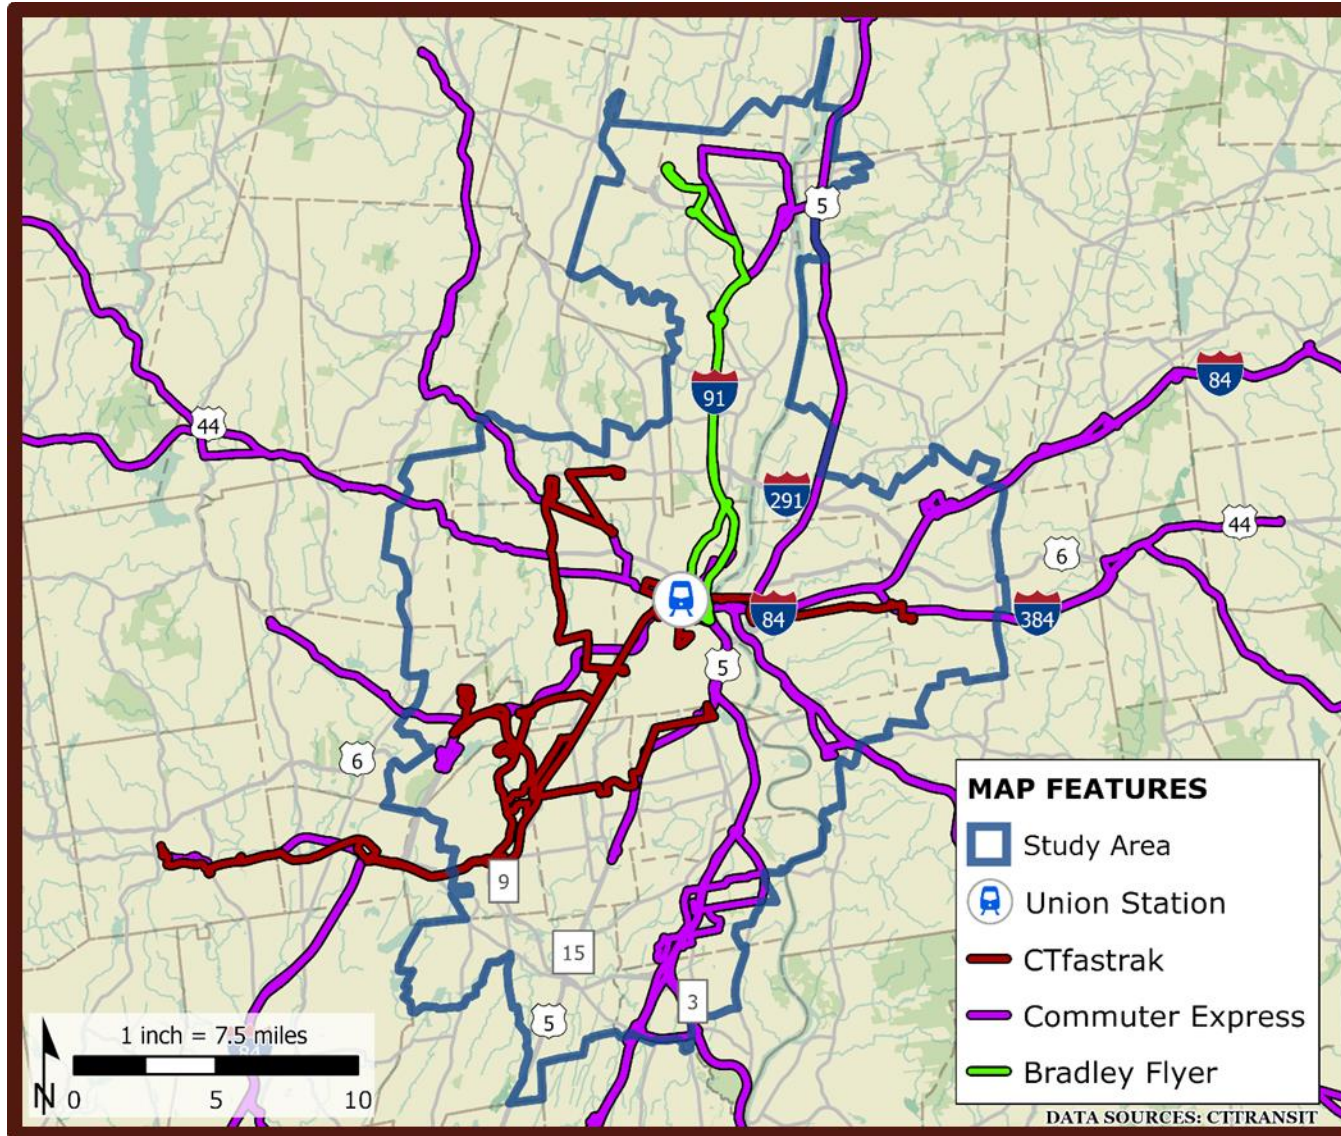 5
91
84
44
291
44
6
84
384
5
6
9
15
3
5
MAP FEATURES
Study Area
Union Station
CTfastrak
Commuter Express
Bradley Flyer
1 inch = 7.5 miles
84
N
0 5 10
DATA SOURCES: CTTRANSIT